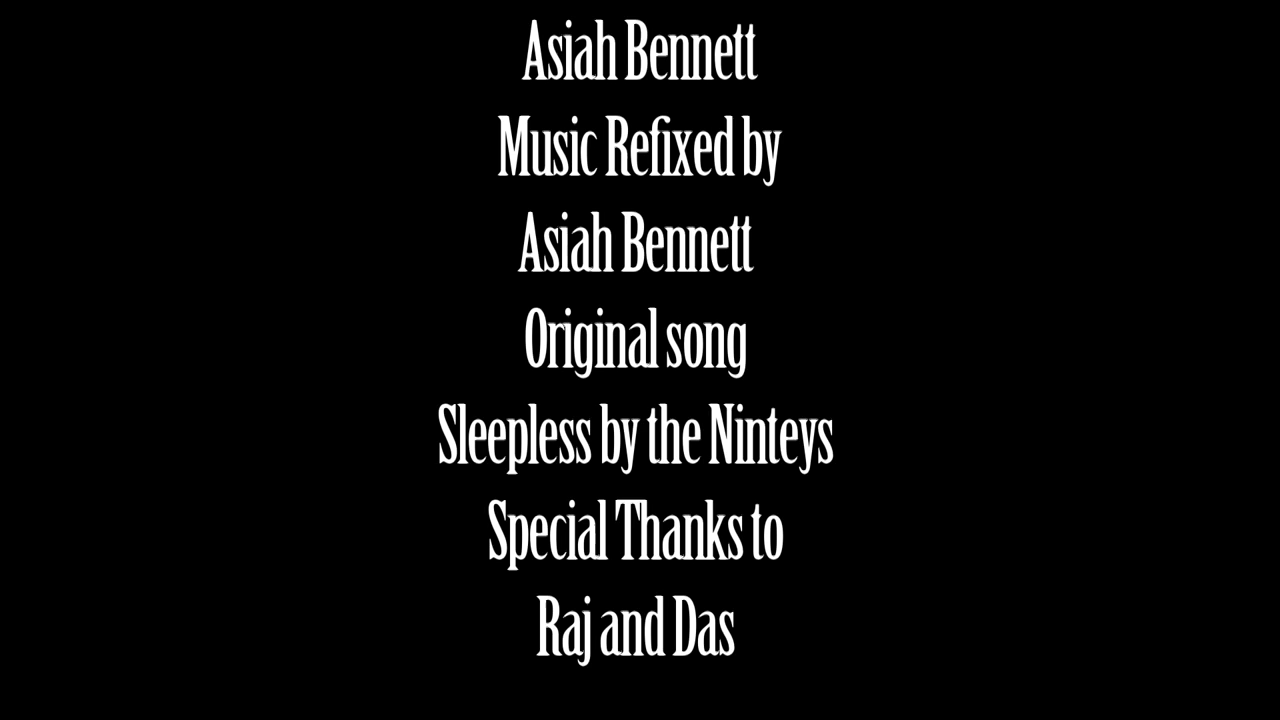 Asiah Bennett
Music Refixed by
Asiah Bennett
Original song
Sleepless by the Ninteys
Special Thanks to
Raj and Das